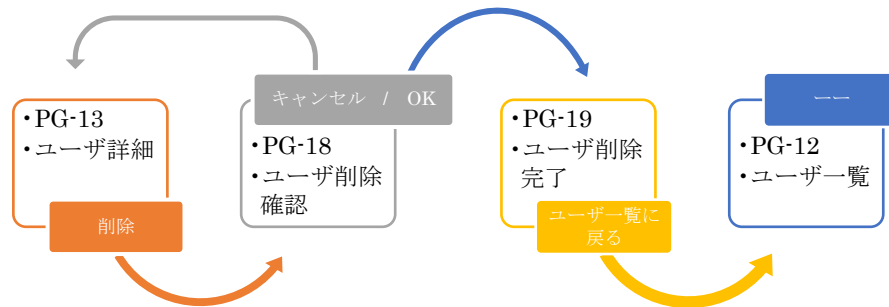 ・PG-13
・ユーザ詳細
削除
キャンセル / OK
・PG-18
・ユーザ削除
確認
・PG-19
・ユーザ削除
完了
ユーザ一覧に
戻る
ーー
・PG-12
・ユーザ一覧